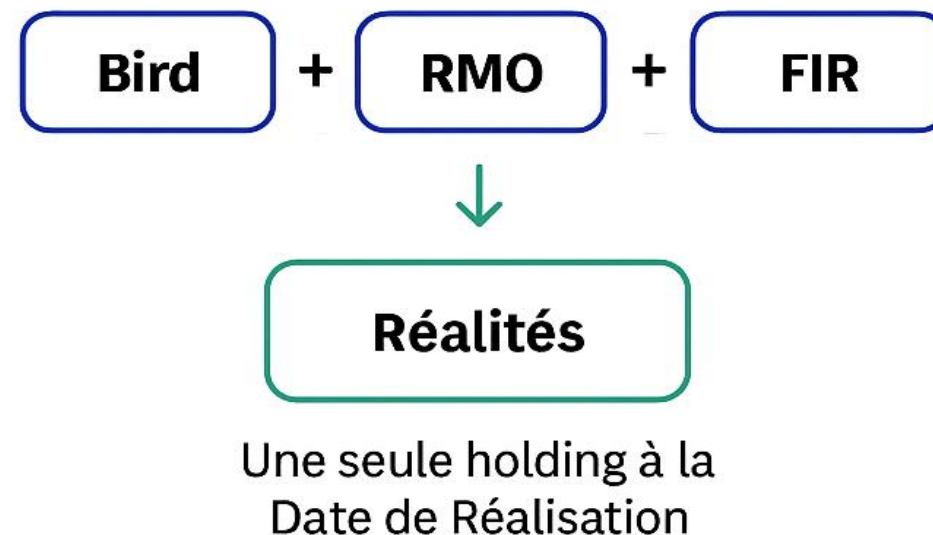 Bird + RMO + FIR
Réalités
Une seule holding à la
Date de Réalisation